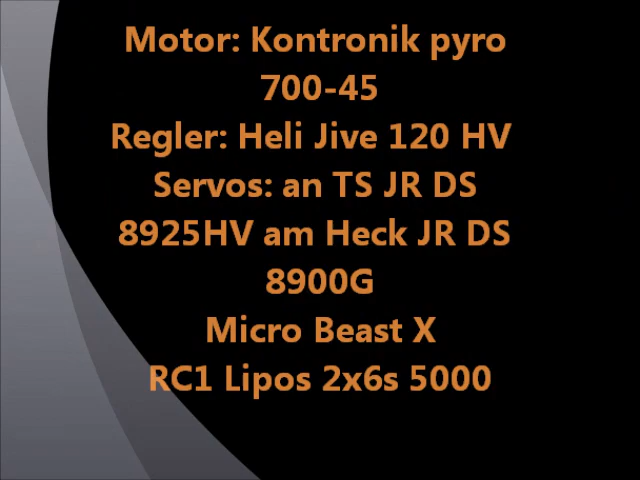 Motor: Kontronik pyro
700-45
Regler: Heli Jive 120 HV
Servos: an TS JR DS
8925HV am Heck JR DS
8900G
Micro Beast X
RC1 Lipos 2x6s 5000